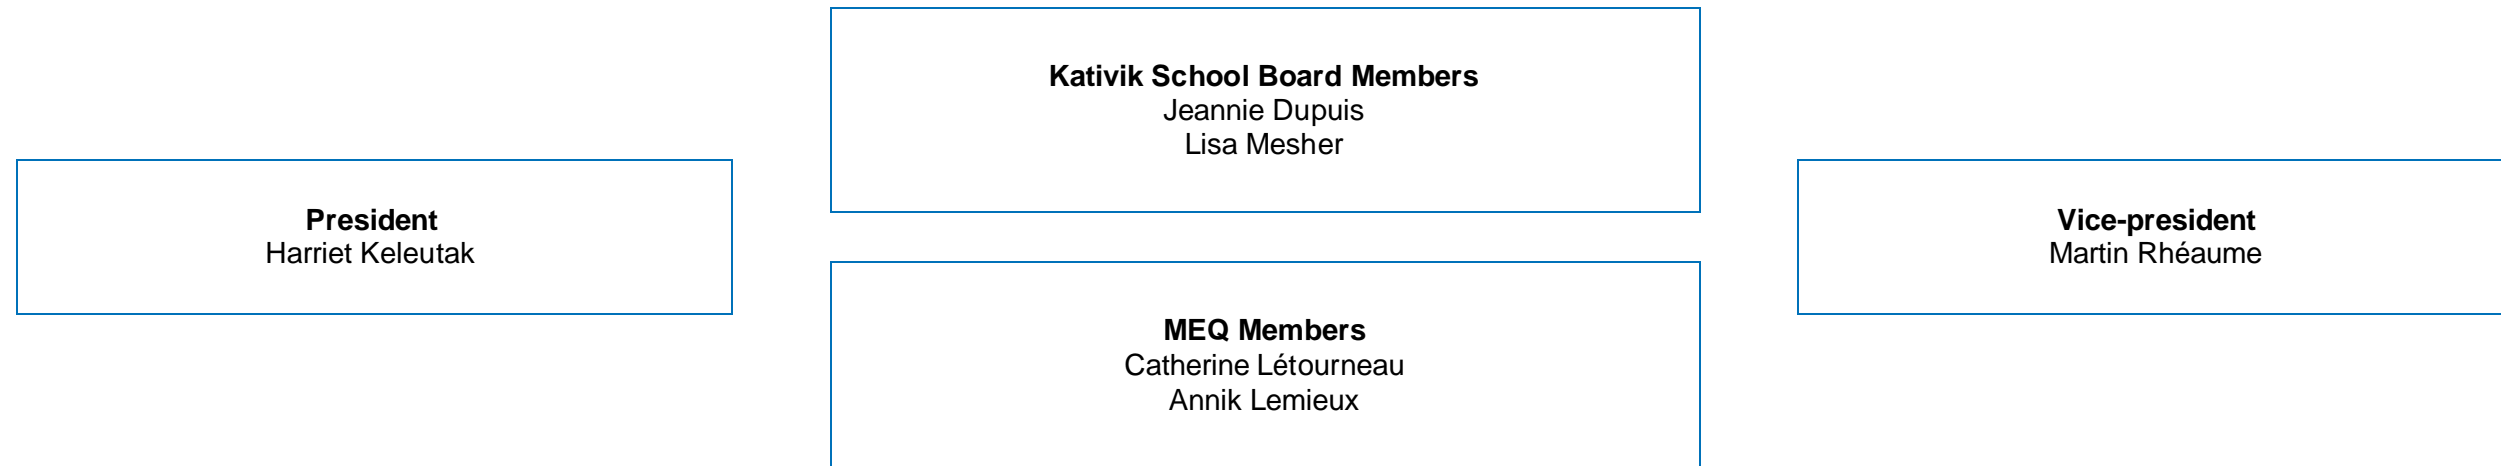 Kativik School Board Members
Jeannie Dupuis
Lisa Mesher
President
Harriet Keleutak
Vice-president
Martin Rhéaume
MEQ Members
Catherine Létourneau
Annik Lemieux